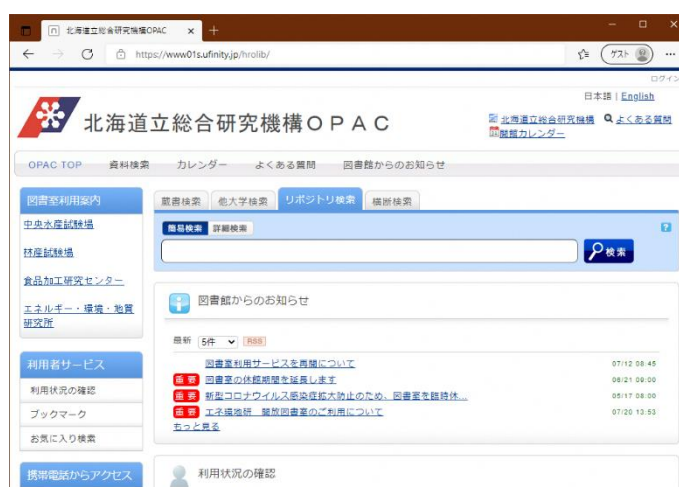 北海道立総合研究機構OPAC
https://www01s.ufinity.jp/hrolib/
ゲスト
ログイン
日本語 | English
北海道立総合研究機構OPAC
北海道立総合研究機構 よくある質問
開館カレンダー
OPAC TOP 資料検索 カレンダー よくある質問 図書館からのお知らせ
図書室利用案内
中央水産試験場
林産試験場
食品加工研究センター
エネルギー・環境・地質
研究所
利用者サービス
利用状況の確認
ブックマーク
お気に入り検索
携帯電話からアクセス
蔵書検索 他大学検索 リポジトリ検索 横断検索
簡易検索 詳細検索
検索
図書館からのお知らせ
最新 5件 RSS
図書室利用サービスを再開について 07/12 08:45
重要 図書室の休館期間を延長します 06/21 09:00
重要 新型コロナウイルス感染症拡大防止のため、図書室を臨時休... 05/17 08:00
重要 エネ環地研 開放図書室のご利用について 07/20 13:53
もっと見る
利用状況の確認